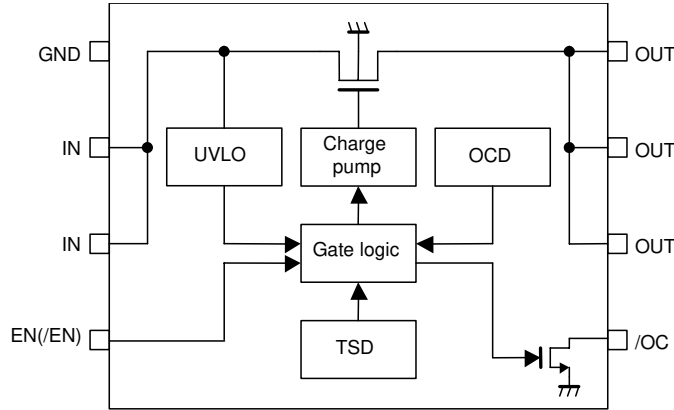 GND
OUT
IN
UVLO
Charge
pump
OCD
OUT
IN
Gate logic
OUT
EN(/EN)
TSD
/OC